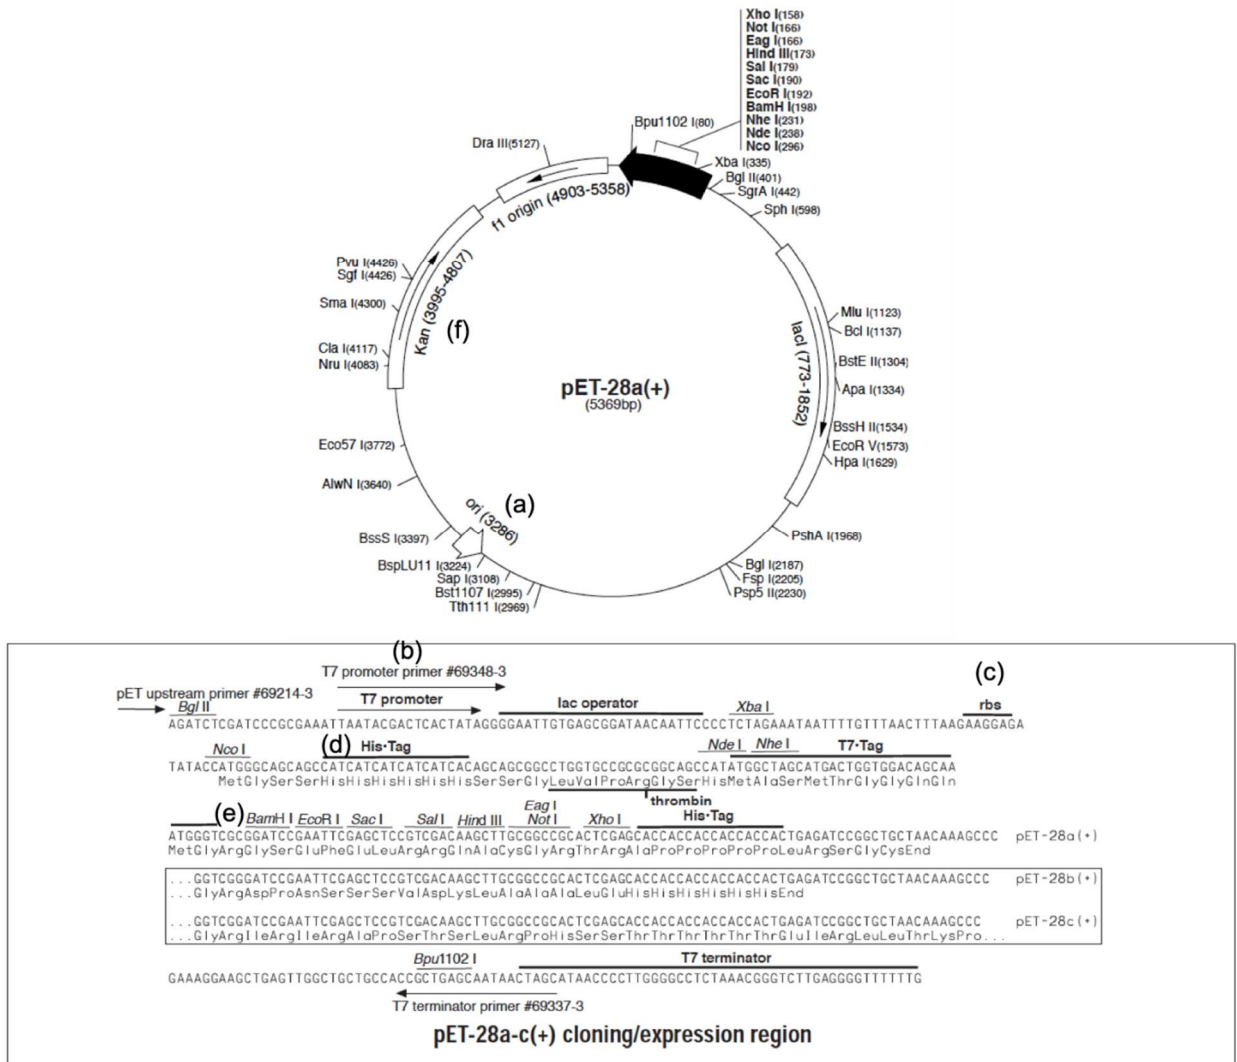 Xho I(158)
Not I(166)
Eag I(166)
Hind III(173)
Sal I(179)
Sac I(190)
EcoR I(192)
BamH I(198)
Nhe I(231)
Nde I(238)
Nco I(296)
Bpu1102 I(80)
Dra III(5127)
Xba I(335)
Bgl II(401)
SgrA I(442)
Sph I(598)
f1 origin (4903-5358)
Pvu I(4426)
Sgf I(4426)
Sma I(4300)
Kan (3995-4807)
(f)
Cla I(4117)
Nru I(4083)
lacI (773-1852)
Mlu I(1123)
Bcl I(1137)
BstE II(1304)
Apa I(1334)
BssH II(1534)
EcoR V(1573)
Hpa I(1629)
pET-28a(+)
(5369bp)
Eco57 I(3772)
AlwN I(3640)
ori (3286)
(a)
BssS I(3397)
PshA I(1968)
BspLU11 I(3224)
Sap I(3108)
Bst1107 I(2995)
Tth111 I(2969)
Bgl I(2187)
Fsp I(2205)
Psp5 II(2230)
(b)
T7 promoter primer #69348-3
(c)
pET upstream primer #69214-3
Bgl II
T7 promoter
lac operator
Xba I
rbs
AGATCTCGATCCCGCGAAATTAATACGACTCACTATAGGGGAATTGTGAGCGGATAACAATTCCCCTCTAGAAATAATTTTGTTTAACTTTAAGAAGGAGA
Nco I
(d)
His•Tag
Nde I
Nhe I
T7•Tag
TATACCATGGGCAGCAGCCATCATCATCATCATCACAGCAGCGGCCTGGTGCCGCGCGGCAGCCATATGGCTAGCATGACTGGTGGACAGCAA
MetGlySerSerHisHisHisHisHisHisSerSerGlyLeuValProArgGlySerHisMetAlaSerMetThrGlyGlyGlnGln
thrombin
(e)
BamH I
EcoR I
Sac I
Sal I
Hind III
Eag I
Not I
Xho I
His•Tag
ATGGGTCGCGGATCCGAATTCGAGCTCCGTCGACAAGCTTGCGGCCGCACTCGAGCACCACCACCACCACCACTGAGATCCGGCTGCTAACAAAGCCC
pET-28a(+)
MetGlyArgGlySerGluPheGluLeuArgArgGlnAlaCysGlyArgThrArgAlaProProProProProLeuArgSerGlyCysEnd
...GGTCGGGATCCGAATTCGAGCTCCGTCGACAAGCTTGCGGCCGCACTCGAGCACCACCACCACCACCACTGAGATCCGGCTGCTAACAAAGCCC
pET-28b(+)
...GlyArgAspProAsnSerSerSerValAspLysLeuAlaAlaAlaLeuGluHisHisHisHisHisHisEnd
...GGTCGGATCCGAATTCGAGCTCCGTCGACAAGCTTGCGGCCGCACTCGAGCACCACCACCACCACCACTGAGATCCGGCTGCTAACAAAGCCC
pET-28c(+)
...GlyArgIleArgIleArgAlaProSerThrSerLeuArgProHisSerSerThrThrThrThrThrThrGluIleArgLeuLeuThrLysPro...
Bpu1102 I
T7 terminator
GAAAGGAAGCTGAGTTGGCTGCTGCCACCGCTGAGCAATAACTAGCATAACCCCTTGGGGCCTCTAAACGGGTCTTGAGGGGTTTTTTG
T7 terminator primer #69337-3
pET-28a-c(+) cloning/expression region